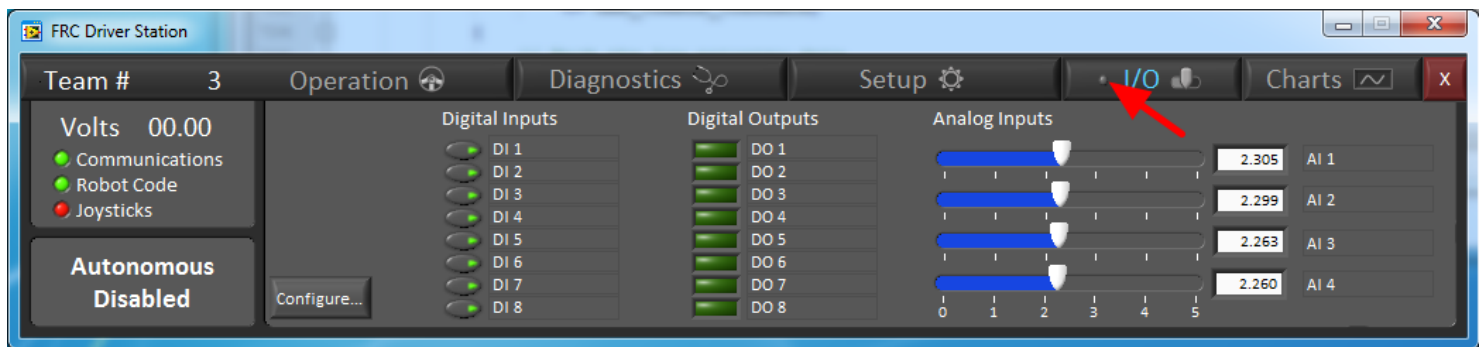 FRC Driver Station
Team # 3 Operation Diagnostics Setup I/O Charts X
Volts 00.00
Communications
Robot Code
Joysticks
Autonomous
Disabled
Configure...
Digital Inputs
DI 1
DI 2
DI 3
DI 4
DI 5
DI 6
DI 7
DI 8
Digital Outputs
DO 1
DO 2
DO 3
DO 4
DO 5
DO 6
DO 7
DO 8
Analog Inputs
2.305 AI 1
2.299 AI 2
2.263 AI 3
2.260 AI 4
0 1 2 3 4 5